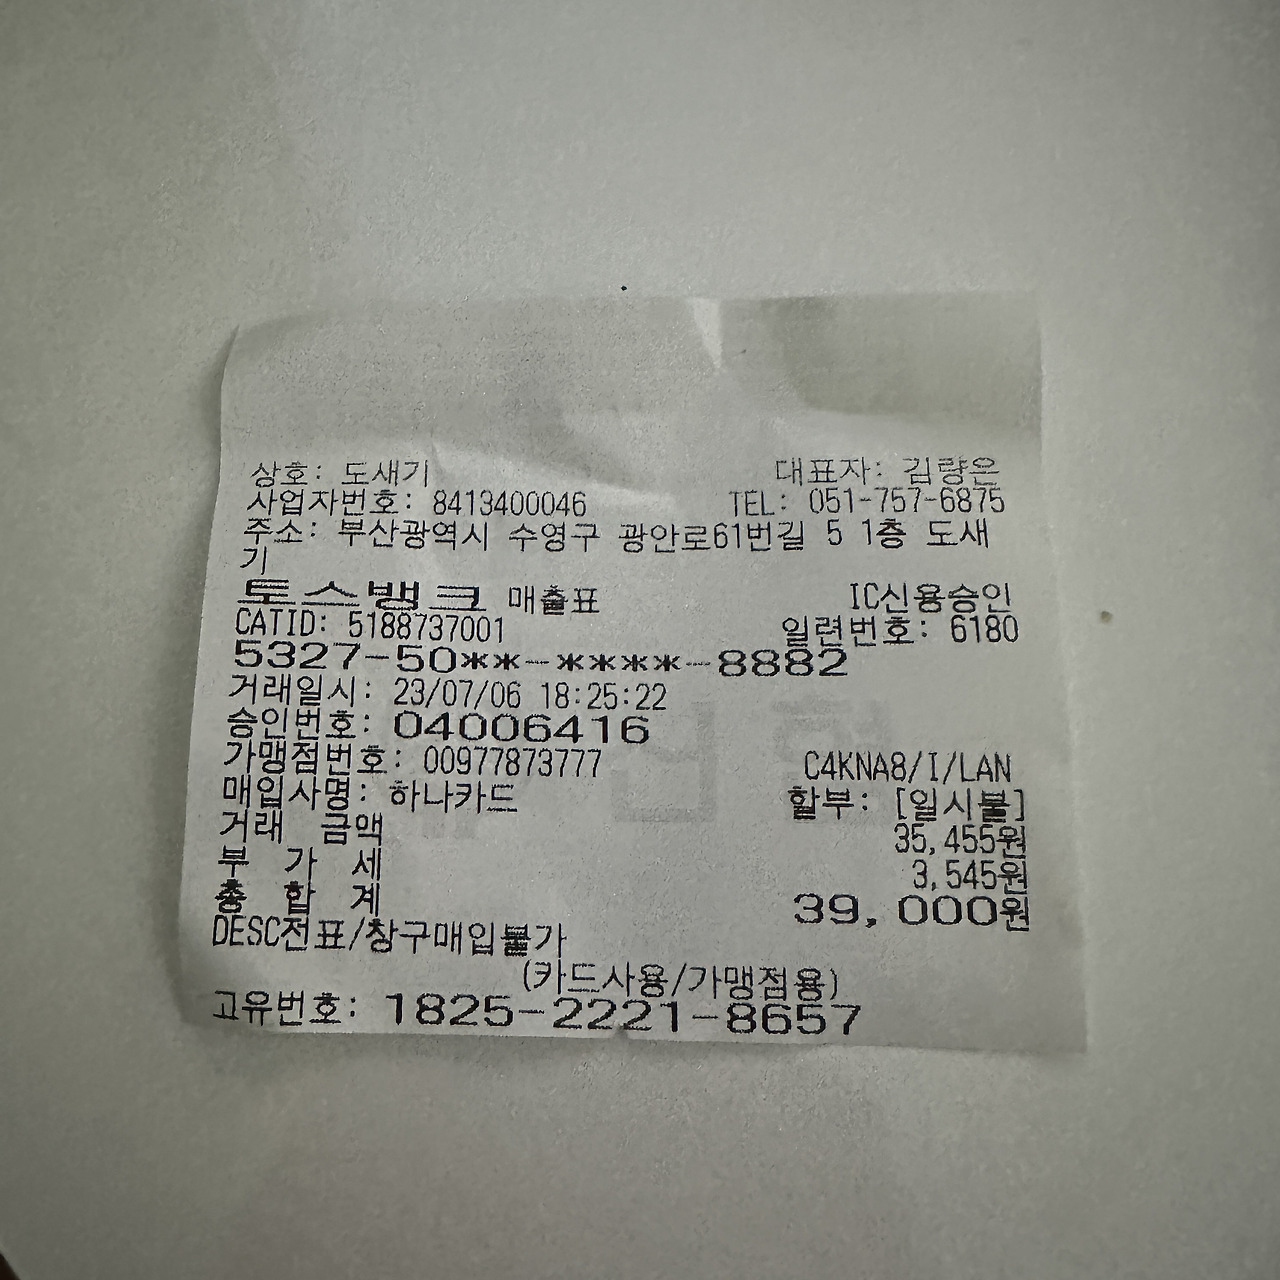 상호: 도새기 대표자: 김량은
사업자번호: 8413400046 TEL: 051-757-6875
주소: 부산광역시 수영구 광안로61번길 5 1층 도새
기
토스뱅크 매출표 IC신용승인
CATID: 5188737001 일련번호: 6180
5327-50**-****-8882
거래일시: 23/07/06 18:25:22
승인번호: 04006416
가맹점번호: 00977873777 C4KNA8/I/LAN
매입사명: 하나카드 할부: [일시불]
거래 금액 35,455원
부 가 세 3,545원
총 합 계 39,000원
DESC전표/창구매입불가
(카드사용/가맹점용)
고유번호: 1825-2221-8657